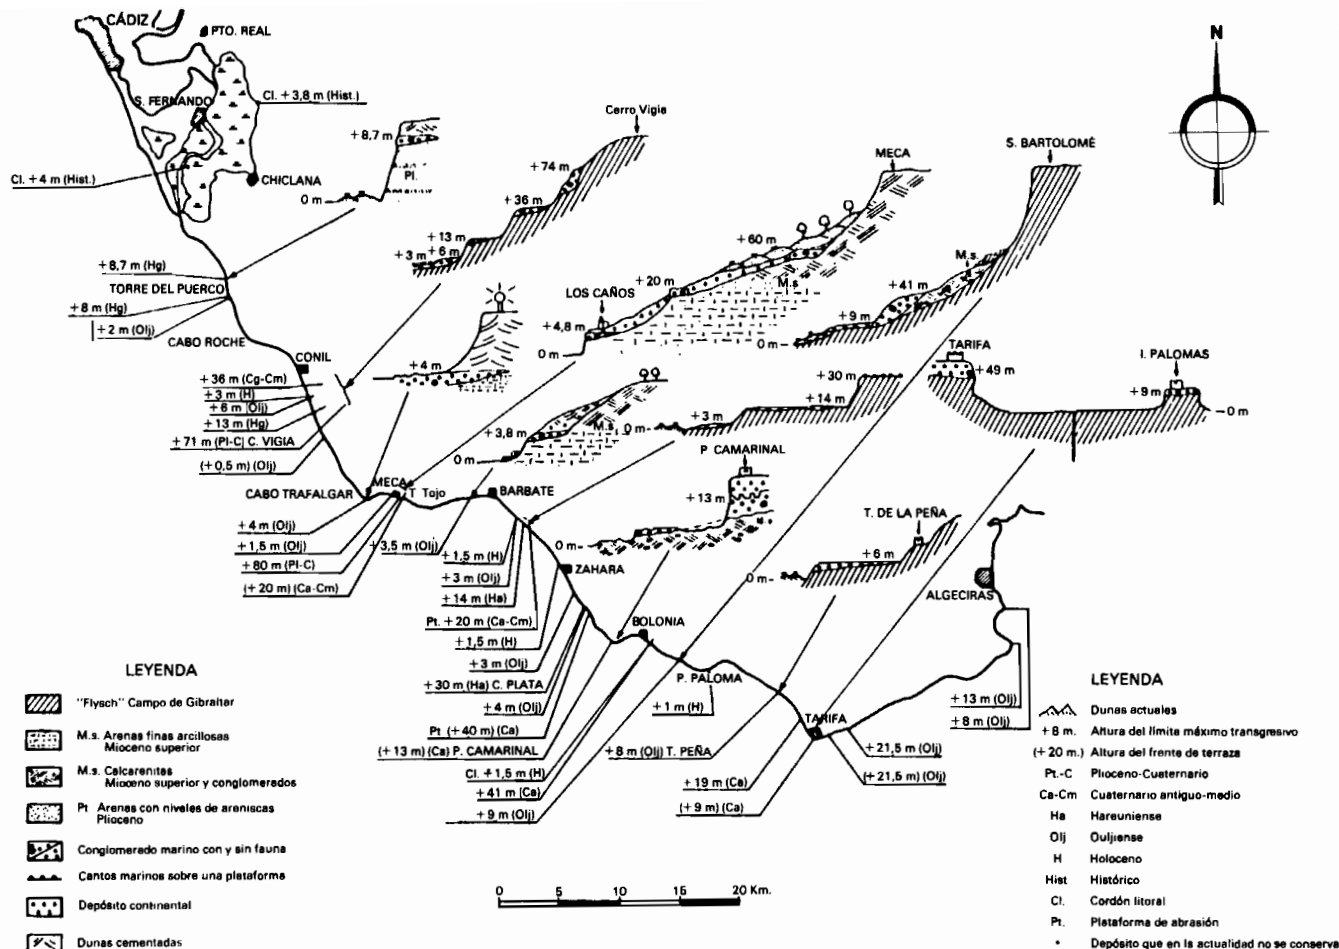 CÁDIZ
PTO. REAL
N
S. FERNANDO
Cl. +3,8 m (Hist.)
Cl. +4 m (Hist.)
CHICLANA
+8,7 m
Pl.
0 m
Cerro Vigia
+74 m
+36 m
+13 m
+6 m
+3 m
MECA
+60 m
+20 m
M.s
LOS CAÑOS
+4,8 m
0 m
S. BARTOLOMÉ
M.s.
+41 m
+9 m
0 m
+8,7 m (Hg)
TORRE DEL PUERCO
+8 m (Hg)
+2 m (Olj)
CABO ROCHE
CONIL
+4 m
+36 m (Cg-Cm)
+3 m (H)
+6 m (Olj)
+13 m (Hg)
+71 m (Pl-C) C. VIGIA
(+0,5 m) (Olj)
M.s.
+3,8 m
0 m
+30 m
+14 m
+3 m
0 m
TARIFA
+49 m
I. PALOMAS
+9 m
0 m
P CAMARINAL
+13 m
0 m
T. DE LA PEÑA
+6 m
0 m
ALGECIRAS
CABO TRAFALGAR
MECA
T Tajo
BARBATE
+4 m (Olj)
+1,5 m (Olj)
+80 m (Pl-C)
(+20 m) (Ca-Cm)
+3,5 m (Olj)
+1,5 m (H)
+3 m (Olj)
+14 m (Ha)
Pt. +20 m (Ca-Cm)
+1,5 m (H)
+3 m (Olj)
+30 m (Ha) C. PLATA
+4 m (Olj)
Pt (+40 m) (Ca)
(+13 m) (Ca) P. CAMARINAL
Cl. +1,5 m (H)
+41 m (Ca)
+9 m (Olj)
ZAHARA
BOLONIA
P. PALOMA
+1 m (H)
+8 m (Olj) T. PEÑA
+19 m (Ca)
(+9 m) (Ca)
TARIFA
+21,5 m (Olj)
(+21,5 m) (Olj)
+13 m (Olj)
+8 m (Olj)
LEYENDA
"Flysch" Campo de Gibraltar
M.s. Arenas finas arcillosas
Mioceno superior
M.s. Calcarenitas
Mioceno superior y conglomerados
Pt Arenas con niveles de areniscas
Plioceno
Conglomerado marino con y sin fauna
Cantos marinos sobre una plataforma
Depósito continental
Dunas cementadas
0 5 10 15 20 Km.
LEYENDA
Dunas actuales
+8 m. Altura del límite máximo transgresivo
(+20 m.) Altura del frente de terraza
Pt.-C Plioceno-Cuaternario
Ca-Cm Cuaternario antiguo-medio
Ha Hareuniense
Olj Ouljiense
H Holoceno
Hist Histórico
Cl. Cordón litoral
Pt. Plataforma de abrasión
• Depósito que en la actualidad no se conserva